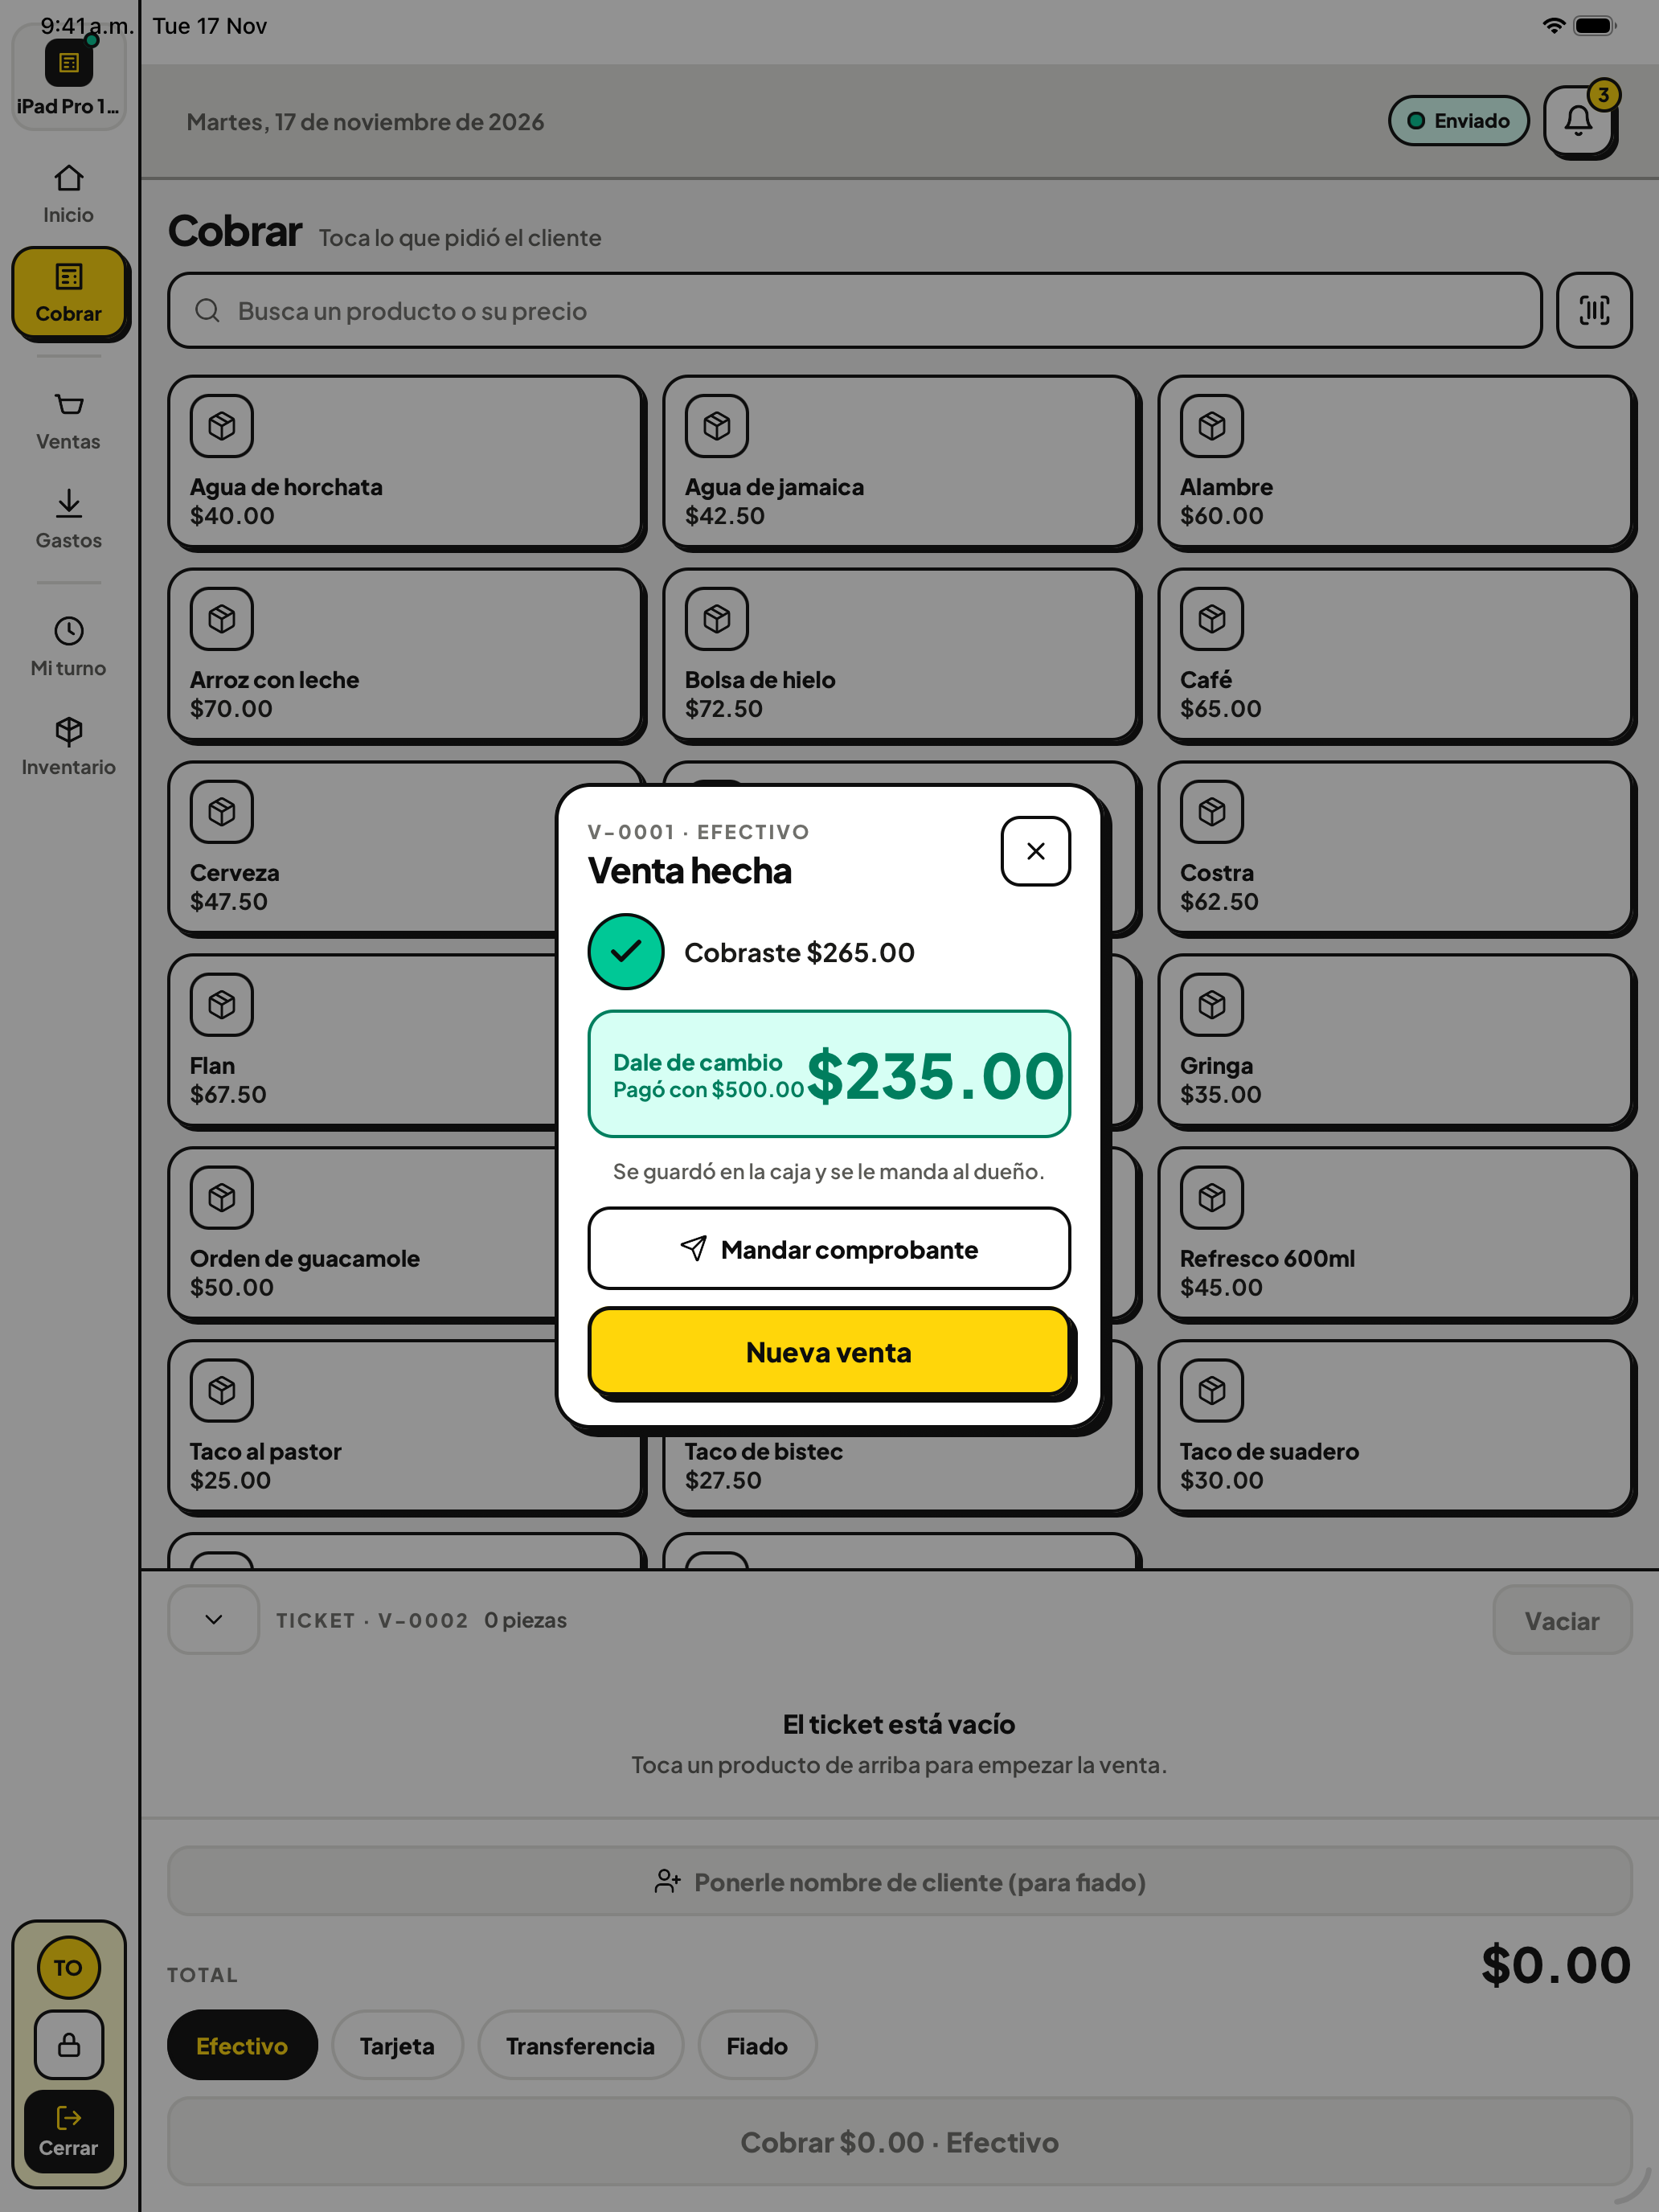 9:41 a.m. Tue 17 Nov
iPad Pro 1…
Martes, 17 de noviembre de 2026
Enviado
3
Inicio
Cobrar
Ventas
Gastos
Mi turno
Inventario
Cobrar Toca lo que pidió el cliente
Busca un producto o su precio
Agua de horchata
$40.00
Agua de jamaica
$42.50
Alambre
$60.00
Arroz con leche
$70.00
Bolsa de hielo
$72.50
Café
$65.00
Cerveza
$47.50
Costra
$62.50
Flan
$67.50
Gringa
$35.00
Orden de guacamole
$50.00
Refresco 600ml
$45.00
Taco al pastor
$25.00
Taco de bistec
$27.50
Taco de suadero
$30.00
V-0001 · EFECTIVO
Venta hecha
Cobraste $265.00
Dale de cambio
Pagó con $500.00
$235.00
Se guardó en la caja y se le manda al dueño.
Mandar comprobante
Nueva venta
TICKET · V-0002 0 piezas
Vaciar
El ticket está vacío
Toca un producto de arriba para empezar la venta.
Ponerle nombre de cliente (para fiado)
TOTAL
$0.00
Efectivo
Tarjeta
Transferencia
Fiado
Cobrar $0.00 · Efectivo
TO
Cerrar